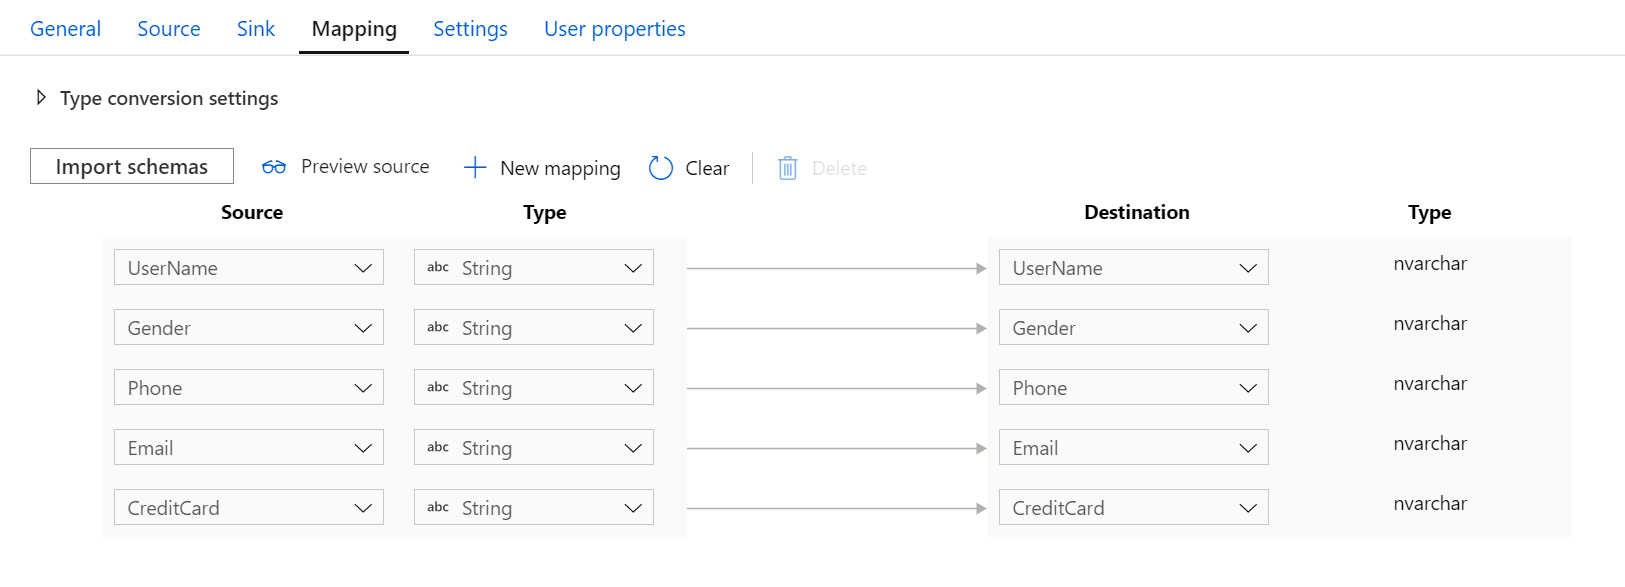 General Source Sink Mapping Settings User properties
Type conversion settings
Import schemas Preview source New mapping Clear Delete
Source Type Destination Type
UserName abc String UserName nvarchar
Gender abc String Gender nvarchar
Phone abc String Phone nvarchar
Email abc String Email nvarchar
CreditCard abc String CreditCard nvarchar